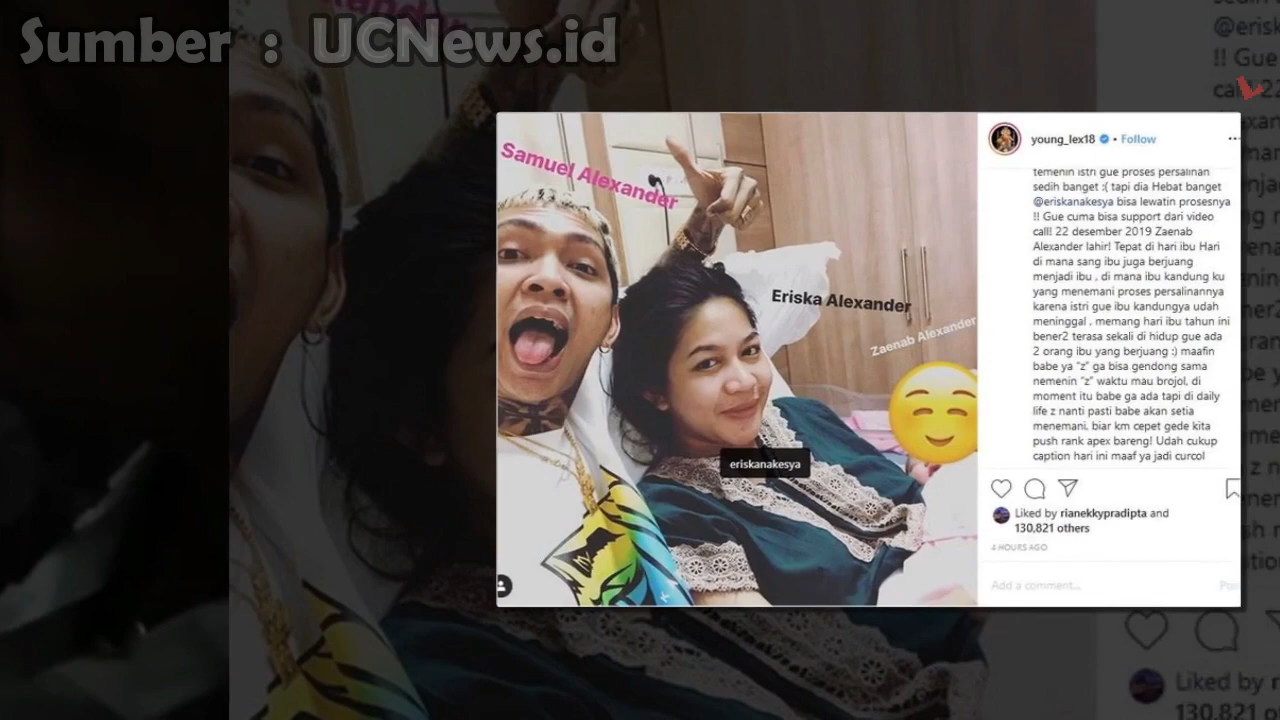 Sumber : UCNews.id
Samuel Alexander
Eriska Alexander
Zaenab Alexander
eriskanakesya
young_lex18 • Follow
temenin istri gue proses persalinan
sedih banget :( tapi dia Hebat banget
@eriskanakesya bisa lewatin prosesnya
!! Gue cuma bisa support dari video
call! 22 desember 2019 Zaenab
Alexander lahir! Tepat di hari ibu Hari
di mana sang ibu juga berjuang
menjadi ibu , di mana ibu kandung ku
yang menemani proses persalinannya
karena istri gue ibu kandungya udah
meninggal , memang hari ibu tahun ini
bener2 terasa sekali di hidup gue ada
2 orang ibu yang berjuang :) maafin
babe ya "z" ga bisa gendong sama
nemenin "z" waktu mau brojol, di
moment itu babe ga ada tapi di daily
life z nanti pasti babe akan setia
menemani. biar km cepet gede kita
push rank apex bareng! Udah cukup
caption hari ini maaf ya jadi curcol
Liked by rianekkypradipta and
130,821 others
4 HOURS AGO
Add a comment...
Liked by
130,821